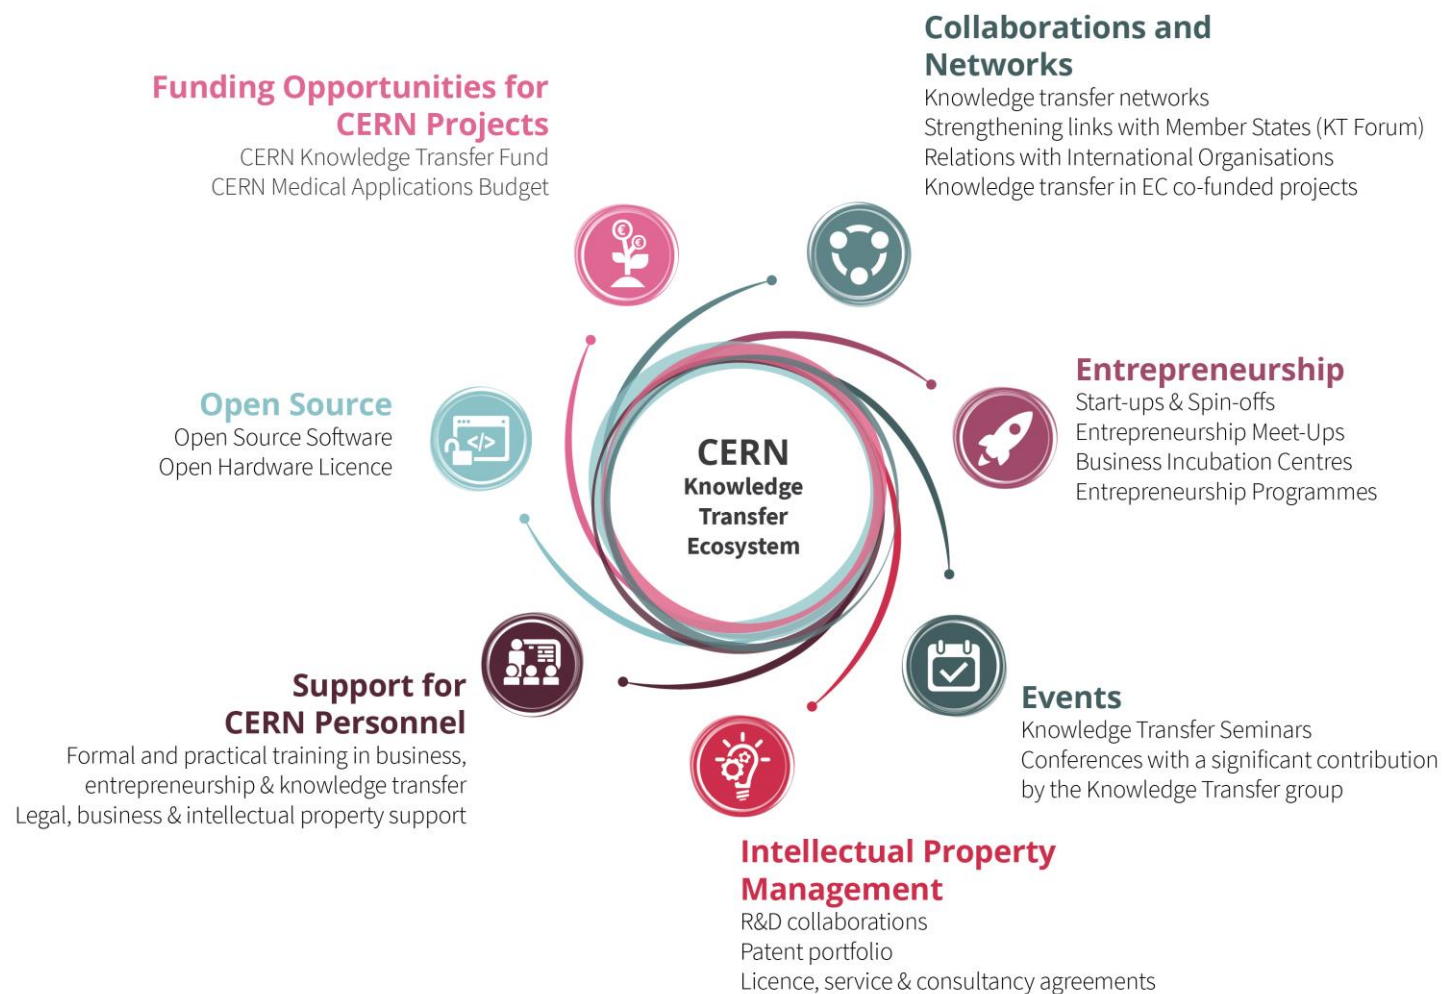 Collaborations and
Networks
Knowledge transfer networks
Strengthening links with Member States (KT Forum)
Relations with International Organisations
Knowledge transfer in EC co-funded projects
Funding Opportunities for
CERN Projects
CERN Knowledge Transfer Fund
CERN Medical Applications Budget
Entrepreneurship
Start-ups & Spin-offs
Entrepreneurship Meet-Ups
Business Incubation Centres
Entrepreneurship Programmes
Open Source
Open Source Software
Open Hardware Licence
</>
CERN
Knowledge
Transfer
Ecosystem
Support for
CERN Personnel
Formal and practical training in business,
entrepreneurship & knowledge transfer
Legal, business & intellectual property support
Events
Knowledge Transfer Seminars
Conferences with a significant contribution
by the Knowledge Transfer group
Intellectual Property
Management
R&D collaborations
Patent portfolio
Licence, service & consultancy agreements